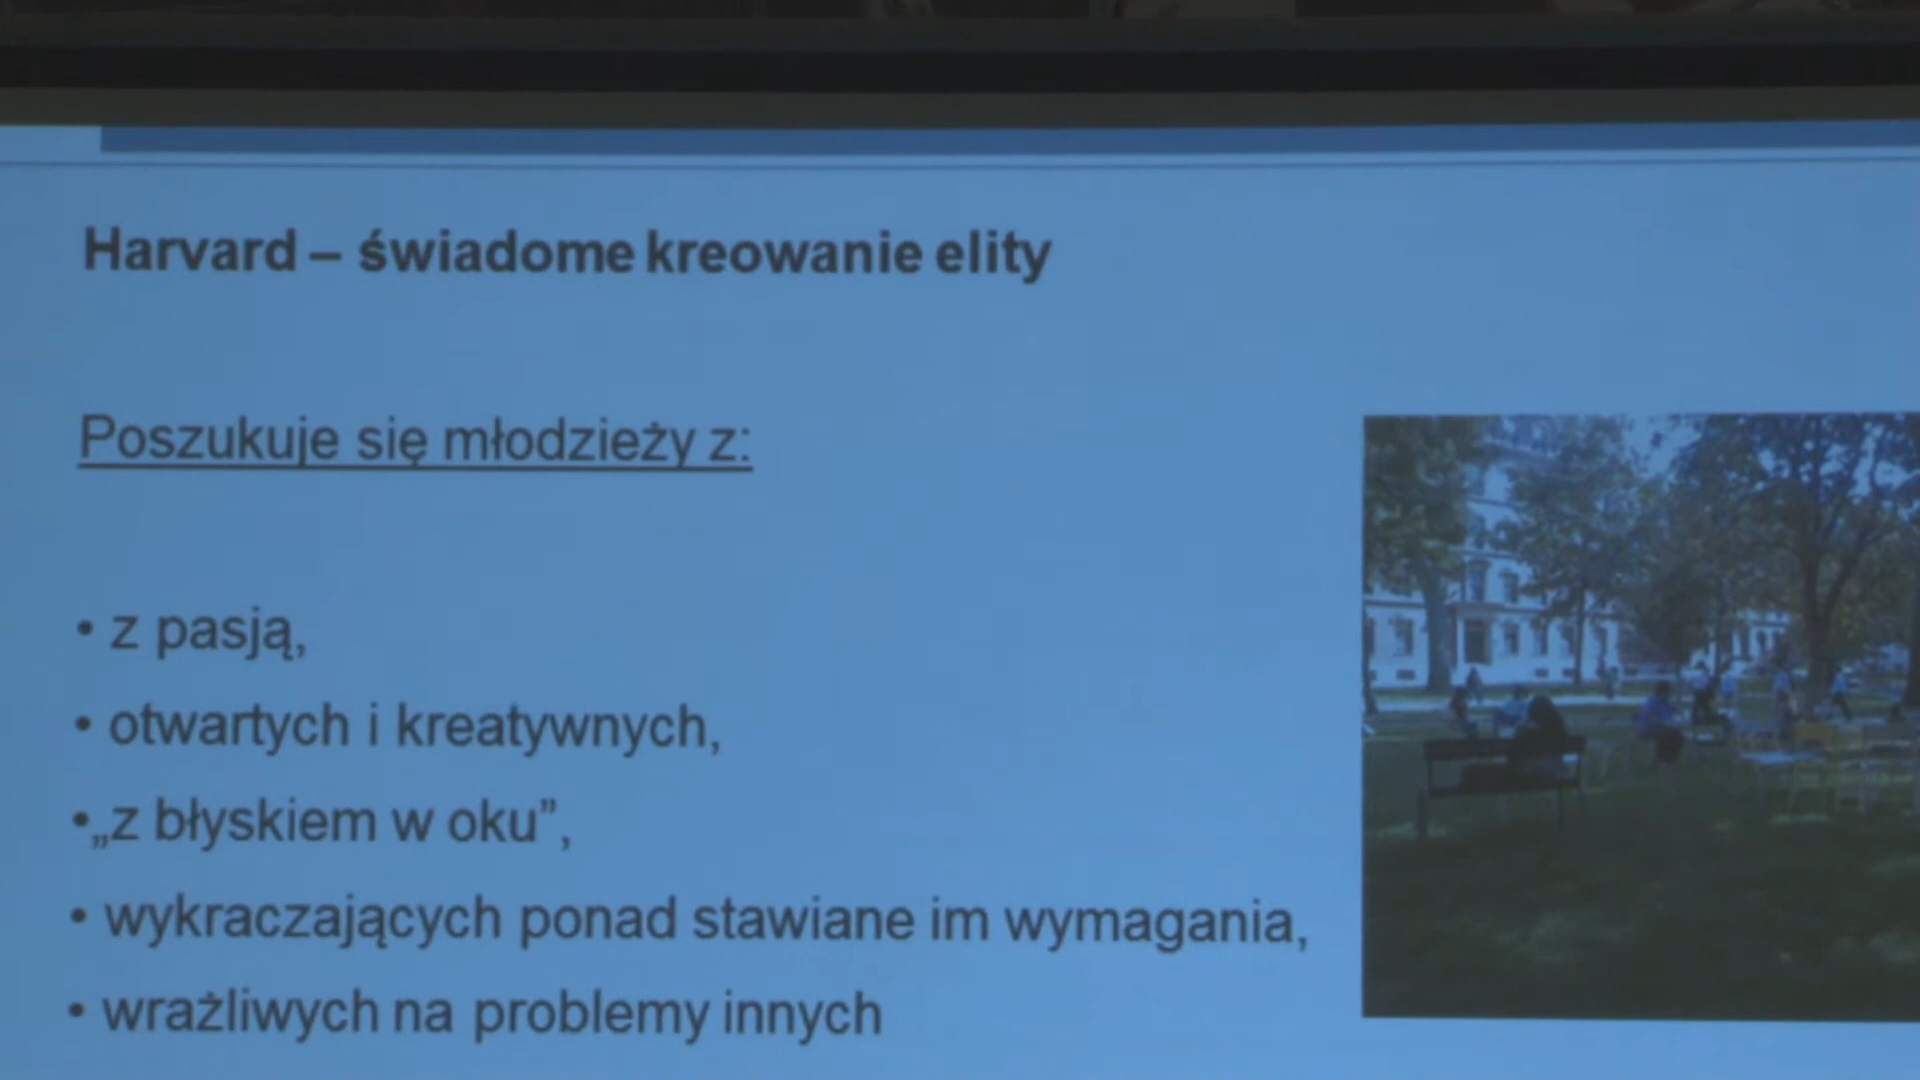 Harvard – świadome kreowanie elity
Poszukuje się młodzieży z:
• z pasją,
• otwartych i kreatywnych,
•„z błyskiem w oku”,
• wykraczających ponad stawiane im wymagania,
• wrażliwych na problemy innych